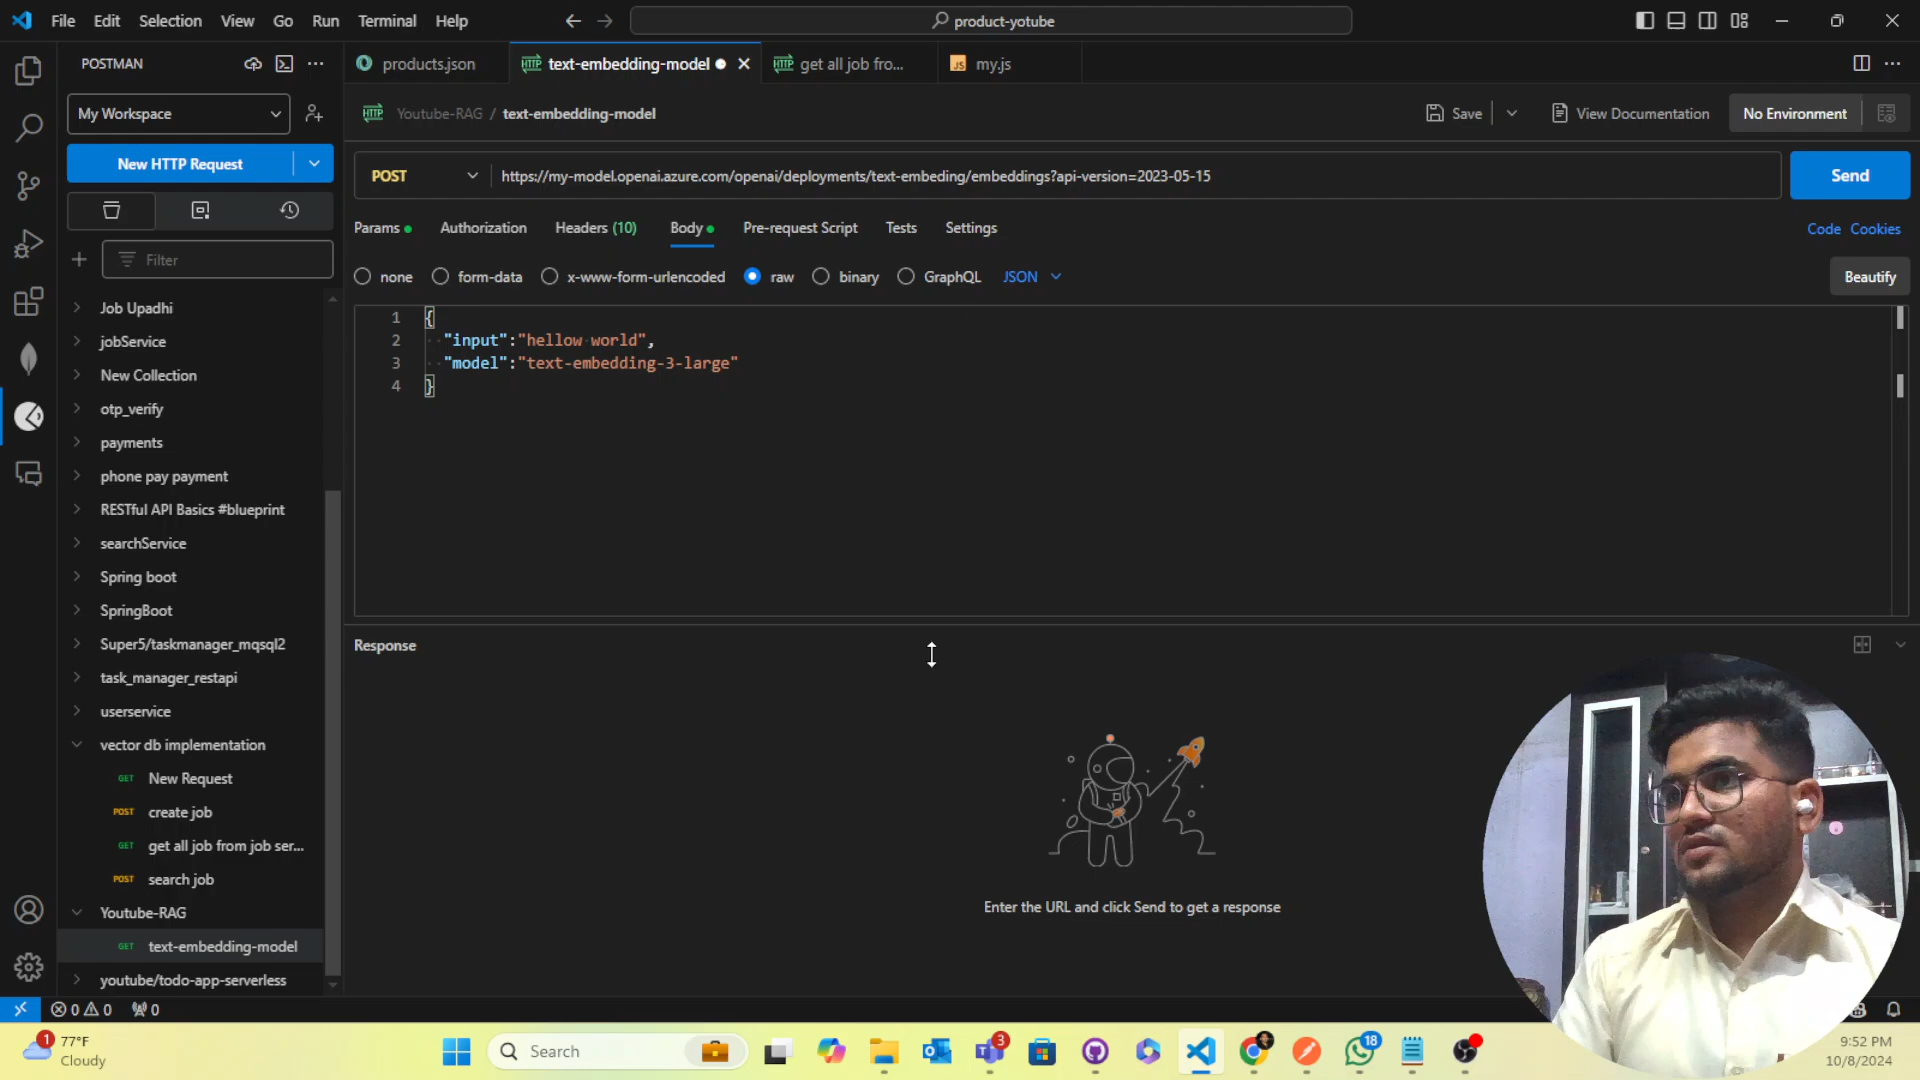 File Edit Selection View Go Run Terminal Help
product-yotube
POSTMAN
products.json
text-embedding-model
get all job fro...
JS my.js
My Workspace
Youtube-RAG / text-embedding-model
Save
View Documentation
No Environment
New HTTP Request
POST
https://my-model.openai.azure.com/openai/deployments/text-embeding/embeddings?api-version=2023-05-15
Send
Params
Authorization
Headers (10)
Body
Pre-request Script
Tests
Settings
Code Cookies
Filter
none
form-data
x-www-form-urlencoded
raw
binary
GraphQL
JSON
Beautify
1 {
2 "input":"hellow world",
3 "model":"text-embedding-3-large"
4 }
Job Upadhi
jobService
New Collection
otp_verify
payments
phone pay payment
RESTful API Basics #blueprint
searchService
Spring boot
SpringBoot
Super5/taskmanager_mqsql2
task_manager_restapi
userservice
vector db implementation
GET New Request
POST create job
GET get all job from job ser...
POST search job
Youtube-RAG
GET text-embedding-model
youtube/todo-app-serverless
Response
Enter the URL and click Send to get a response
0 0 0
1
77°F
Cloudy
Search
3
18
9:52 PM
10/8/2024